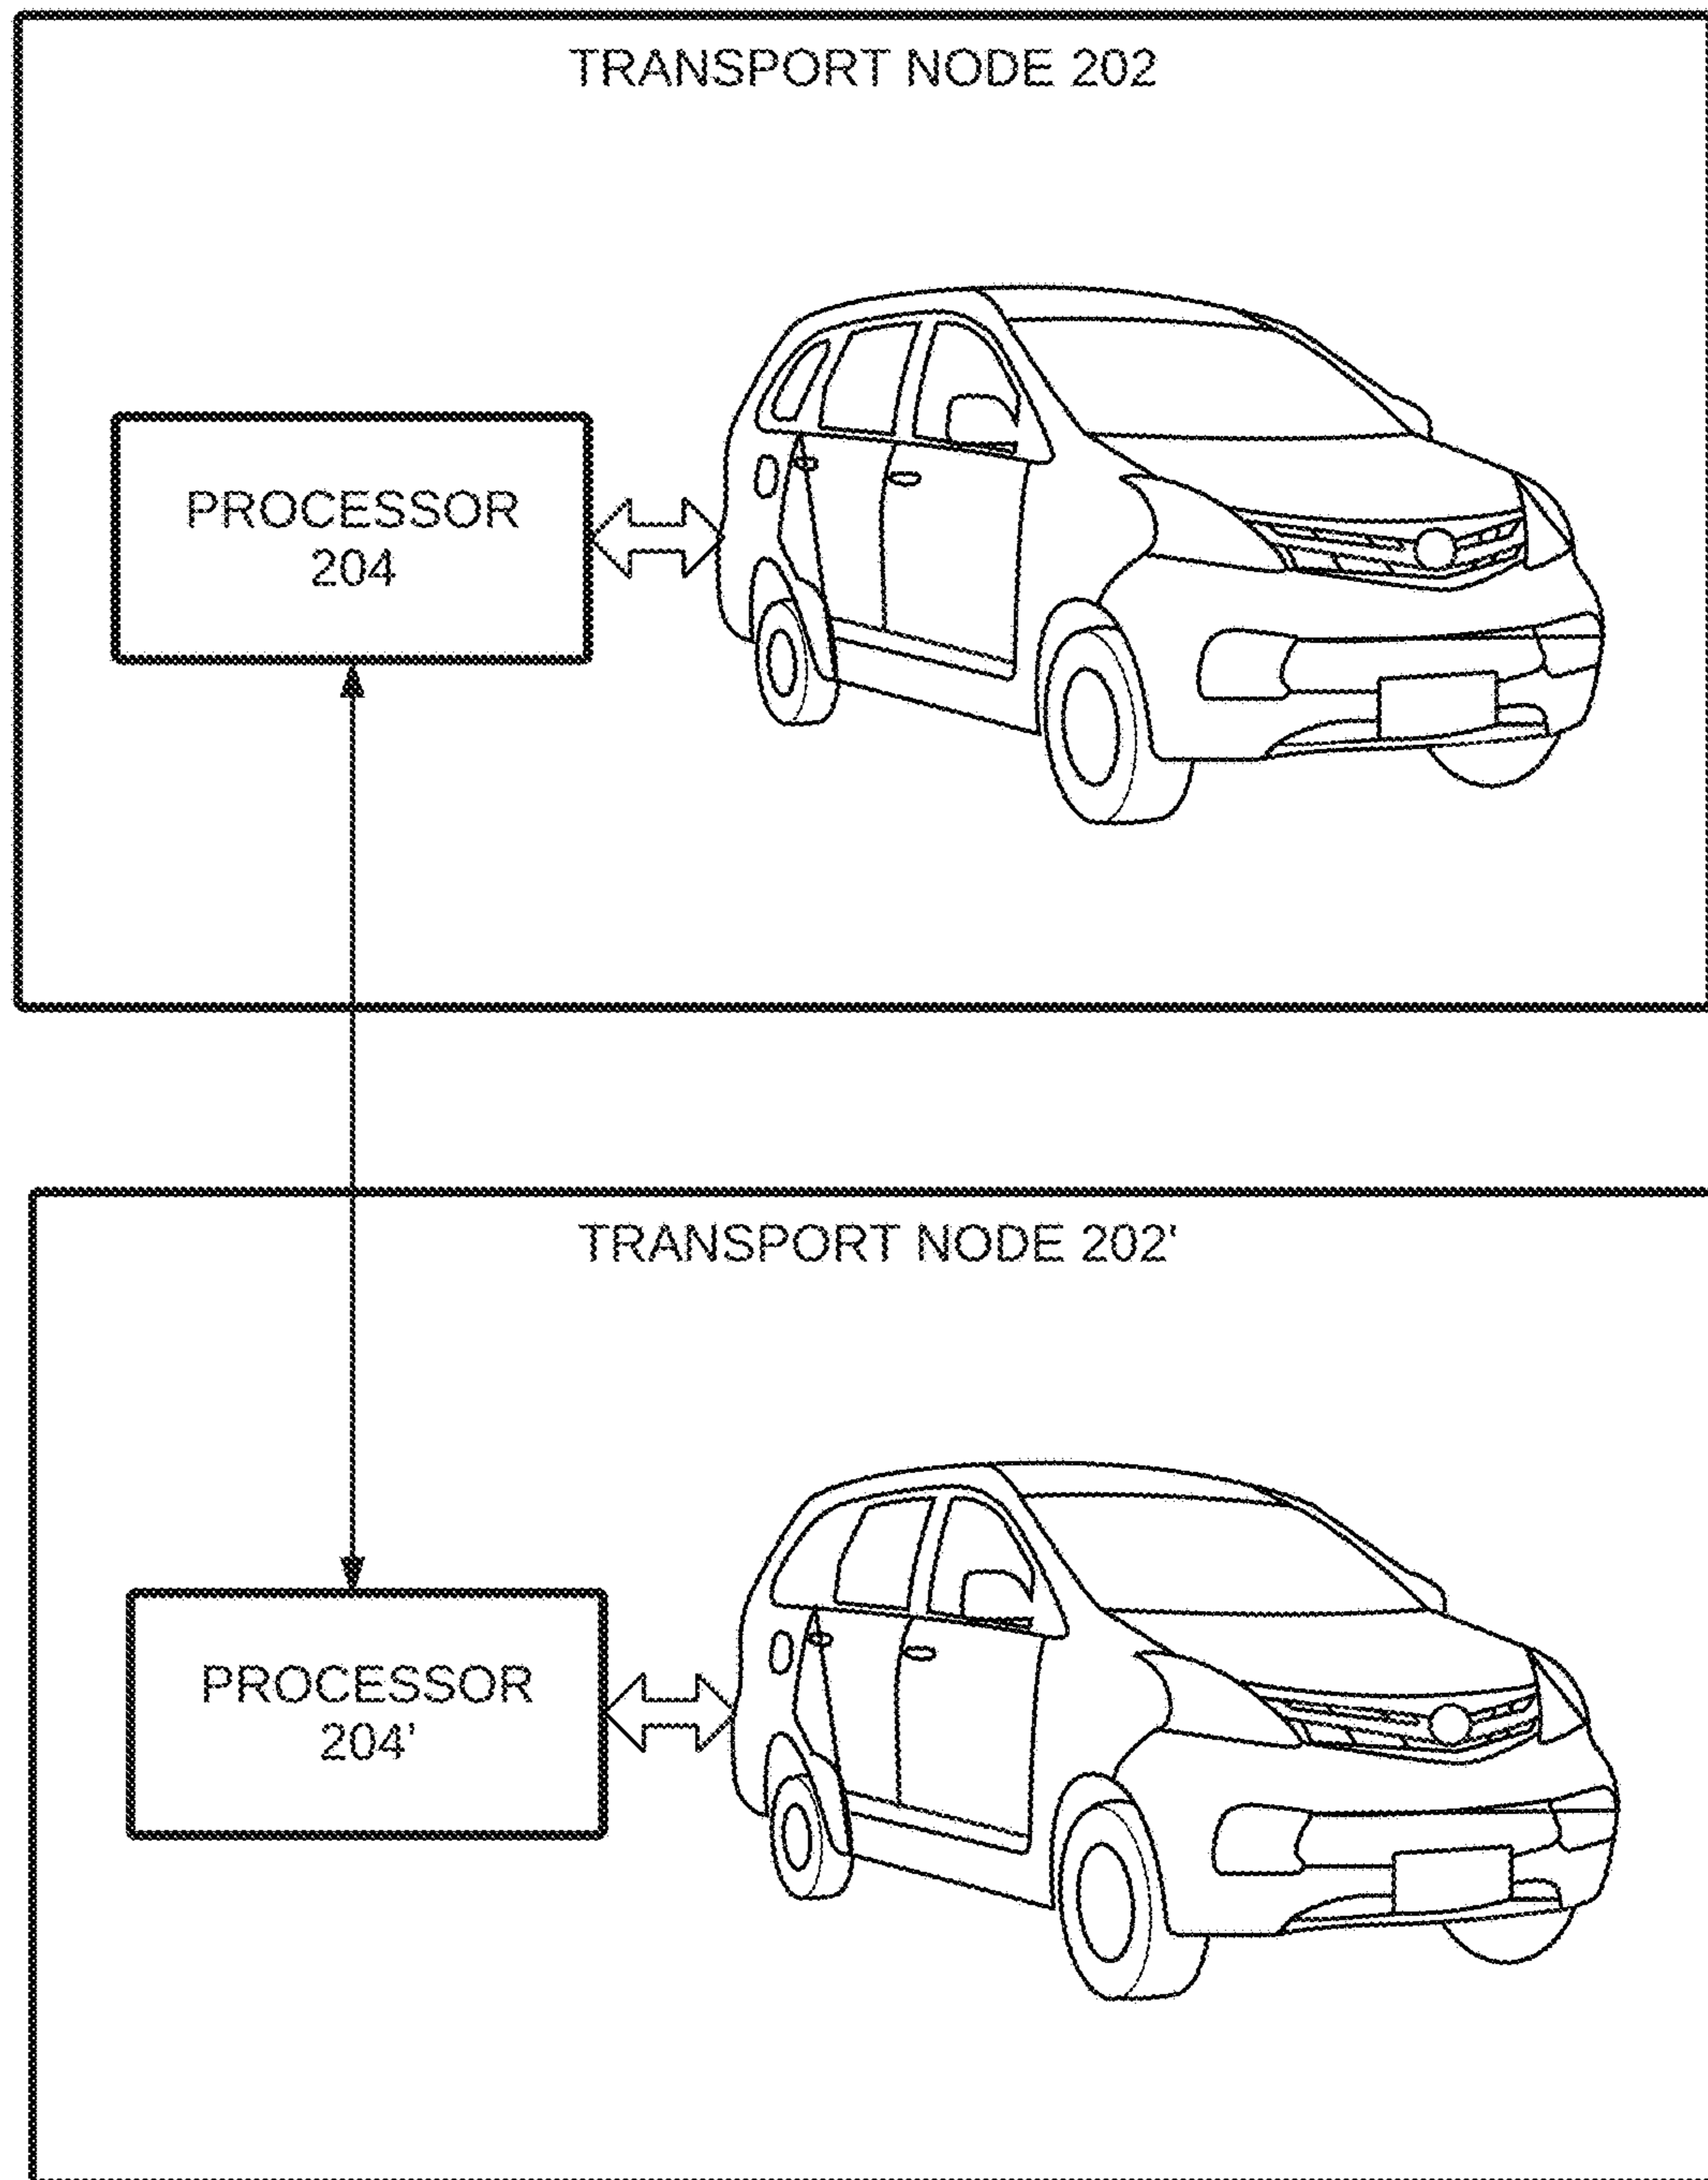 TRANSPORT NODE 202
PROCESSOR
204
TRANSPORT NODE 202'
PROCESSOR
204'